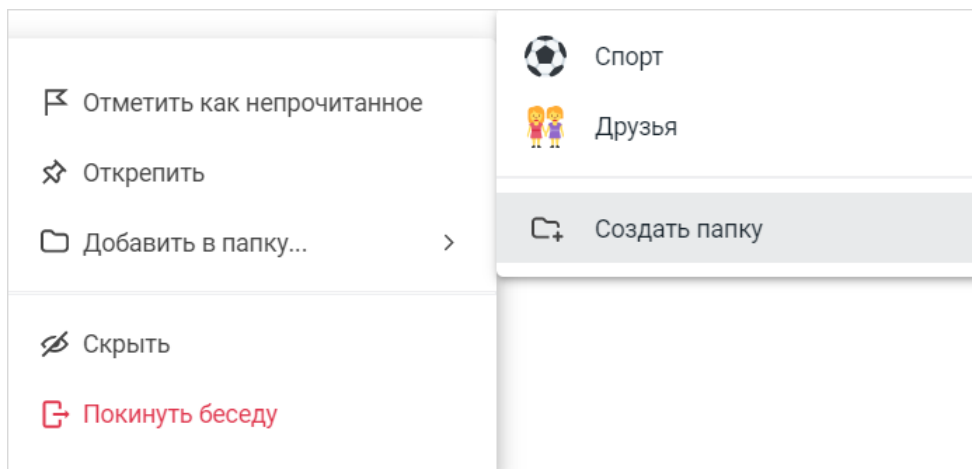 Отметить как непрочитанное
Открепить
Добавить в папку...
Скрыть
Покинуть беседу
Спорт
Друзья
Создать папку